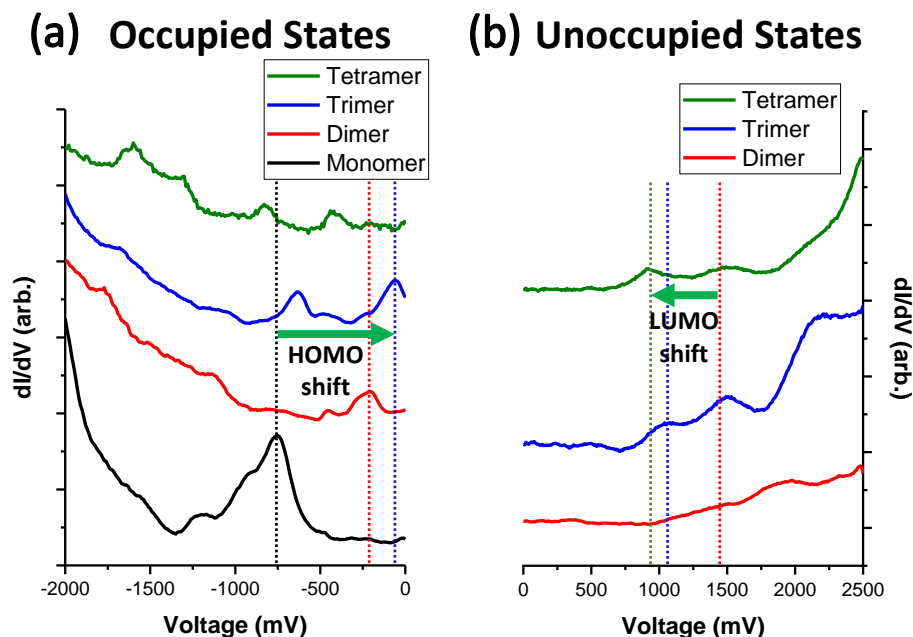 (a) Occupied States
Tetramer
Trimer
Dimer
Monomer
HOMO
shift
dI/dV (arb.)
-2000 -1500 -1000 -500 0
Voltage (mV)
(b) Unoccupied States
Tetramer
Trimer
Dimer
LUMO
shift
dI/dV
(arb.)
0 500 1000 1500 2000 2500
Voltage (mV)